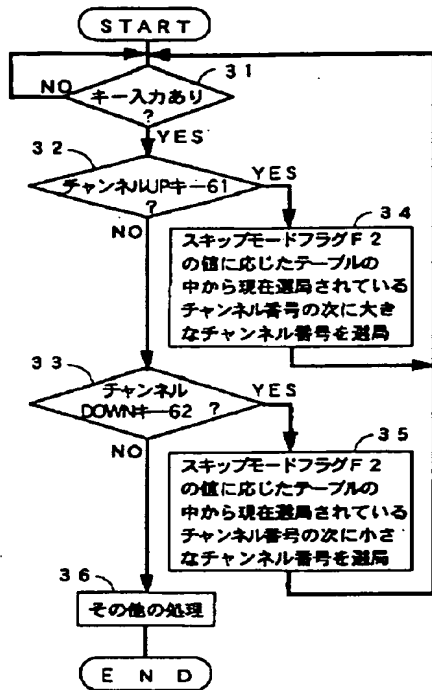 START
31
NO
キー入力あり
?
YES
32
チャンネルUPキー61
?
YES
NO
34
スキップモードフラグF2
の値に応じたテーブルの
中から現在選局されている
チャンネル番号の次に大き
なチャンネル番号を選局
33
チャンネル
DOWNキー62 ?
YES
NO
35
スキップモードフラグF2
の値に応じたテーブルの
中から現在選局されている
チャンネル番号の次に小さ
なチャンネル番号を選局
36
その他の処理
END